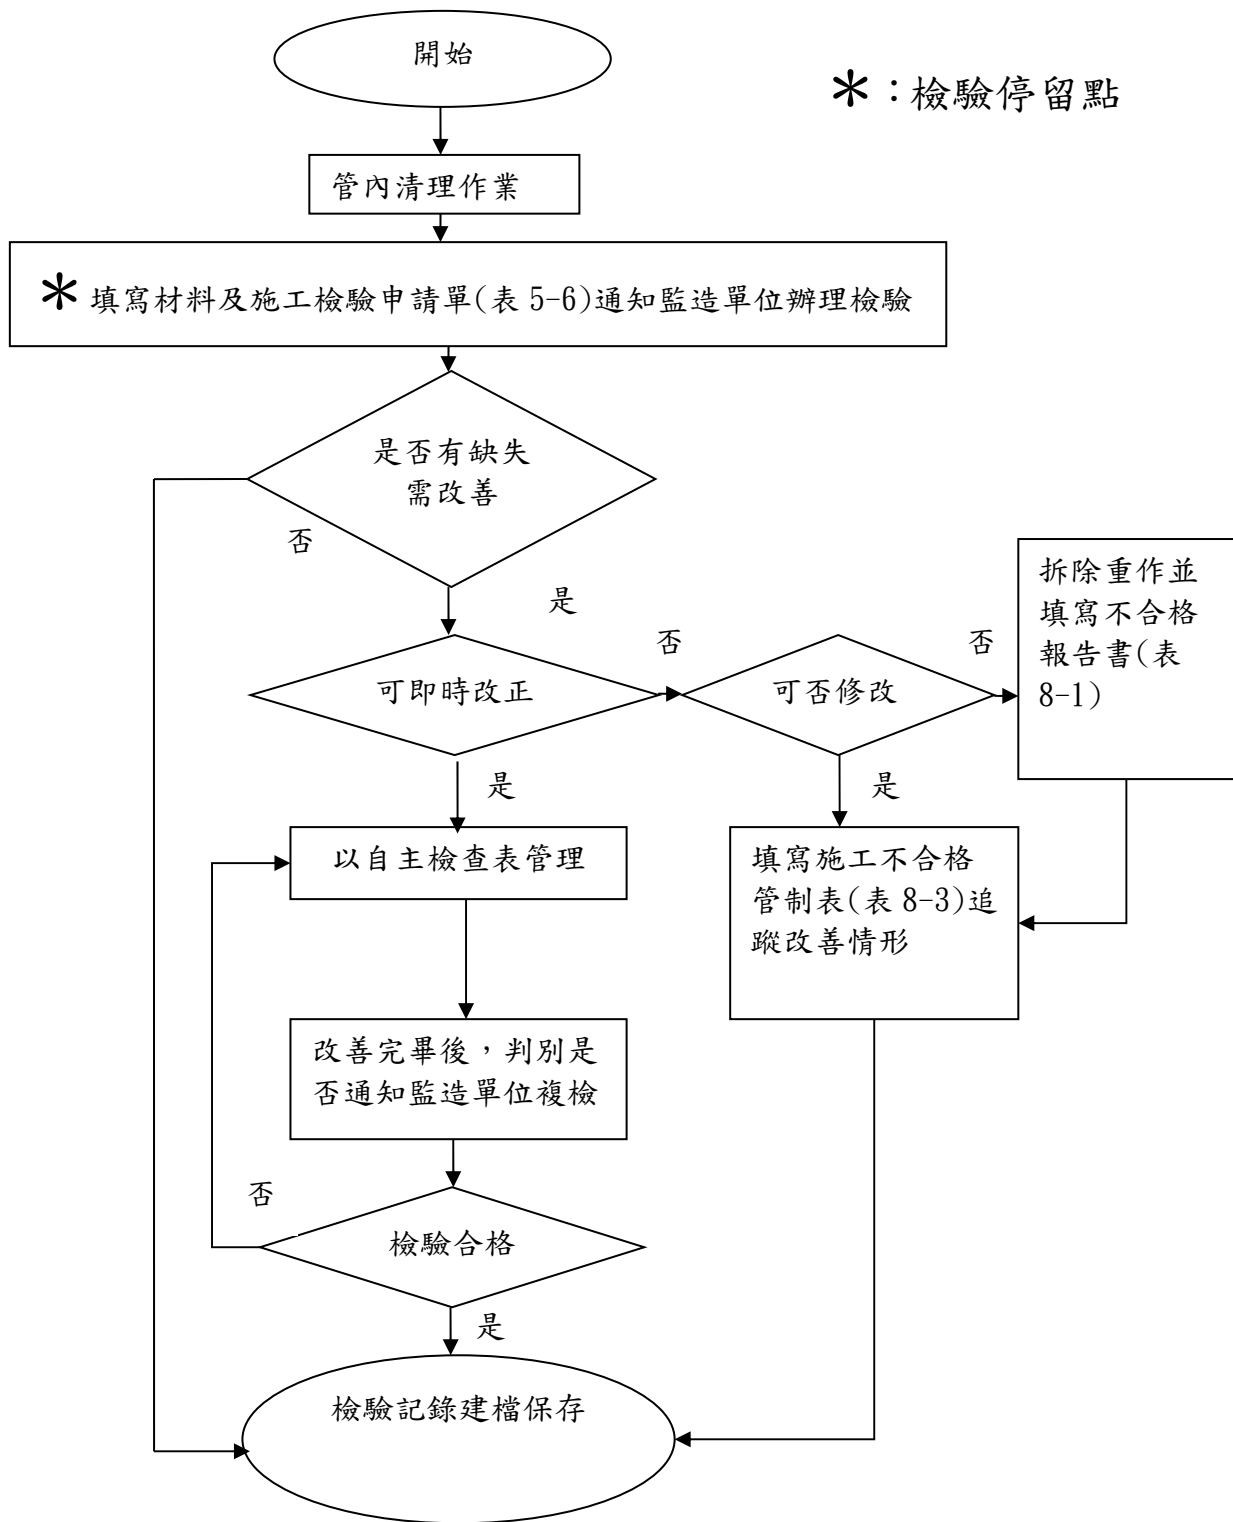 開始
＊：檢驗停留點
管內清理作業
＊填寫材料及施工檢驗申請單(表 5-6)通知監造單位辦理檢驗
是否有缺失
需改善
否
是
拆除重作並
填寫不合格
報告書(表
8-1)
可即時改正
否
可否修改
否
是
是
以自主檢查表管理
填寫施工不合格
管制表(表 8-3)追
蹤改善情形
改善完畢後，判別是
否通知監造單位複檢
否
檢驗合格
是
檢驗記錄建檔保存